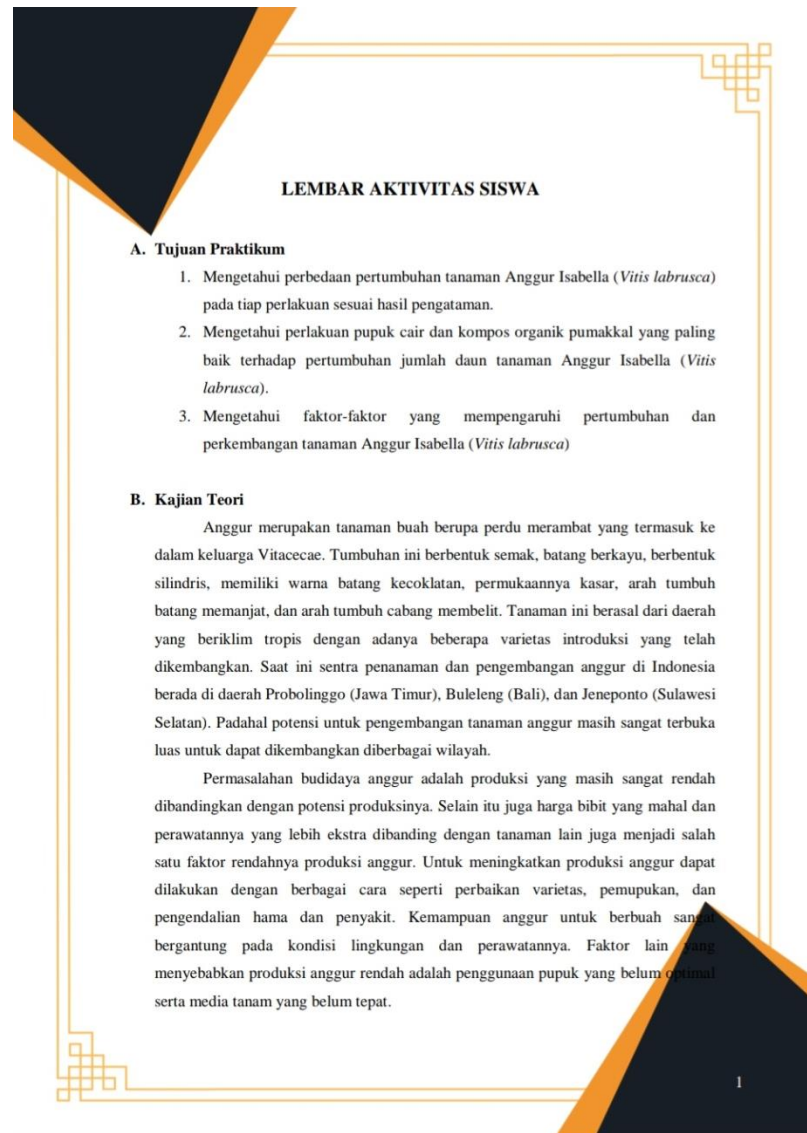 LEMBAR AKTIVITAS SISWA
A. Tujuan Praktikum
1. Mengetahui perbedaan pertumbuhan tanaman Anggur Isabella (Vitis labrusca)
pada tiap perlakuan sesuai hasil pengataman.
2. Mengetahui perlakuan pupuk cair dan kompos organik pumakkal yang paling
baik terhadap pertumbuhan jumlah daun tanaman Anggur Isabella (Vitis
labrusca).
3. Mengetahui faktor-faktor yang mempengaruhi pertumbuhan dan
perkembangan tanaman Anggur Isabella (Vitis labrusca)
B. Kajian Teori
Anggur merupakan tanaman buah berupa perdu merambat yang termasuk ke
dalam keluarga Vitacecae. Tumbuhan ini berbentuk semak, batang berkayu, berbentuk
silindris, memiliki warna batang kecoklatan, permukaannya kasar, arah tumbuh
batang memanjat, dan arah tumbuh cabang membelit. Tanaman ini berasal dari daerah
yang beriklim tropis dengan adanya beberapa varietas introduksi yang telah
dikembangkan. Saat ini sentra penanaman dan pengembangan anggur di Indonesia
berada di daerah Probolinggo (Jawa Timur), Buleleng (Bali), dan Jeneponto (Sulawesi
Selatan). Padahal potensi untuk pengembangan tanaman anggur masih sangat terbuka
luas untuk dapat dikembangkan diberbagai wilayah.
Permasalahan budidaya anggur adalah produksi yang masih sangat rendah
dibandingkan dengan potensi produksinya. Selain itu juga harga bibit yang mahal dan
perawatannya yang lebih ekstra dibanding dengan tanaman lain juga menjadi salah
satu faktor rendahnya produksi anggur. Untuk meningkatkan produksi anggur dapat
dilakukan dengan berbagai cara seperti perbaikan varietas, pemupukan, dan
pengendalian hama dan penyakit. Kemampuan anggur untuk berbuah sangat
bergantung pada kondisi lingkungan dan perawatannya. Faktor lain yang
menyebabkan produksi anggur rendah adalah penggunaan pupuk yang belum optimal
serta media tanam yang belum tepat.
1